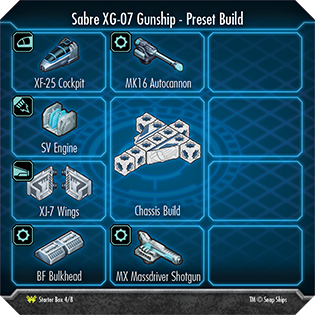 Sabre XG-07 Gunship - Preset Build
XF-25 Cockpit
MK16 Autocannon
SV Engine
XJ-7 Wings
Chassis Build
BF Bulkhead
MX Massdriver Shotgun
Starter Box 4/8
TM © Snap Ships